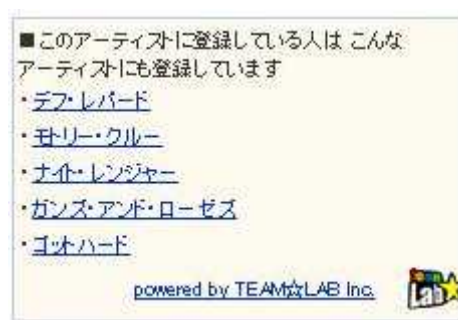 ■このアーティストに登録している人は こんな
アーティストにも登録しています
・デフ・レパード
・モトリー・クルー
・ナイト・レンジャー
・ガンズ・アンド・ローゼズ
・ゴットハード
powered by TEAM☆LAB Inc.
Lab